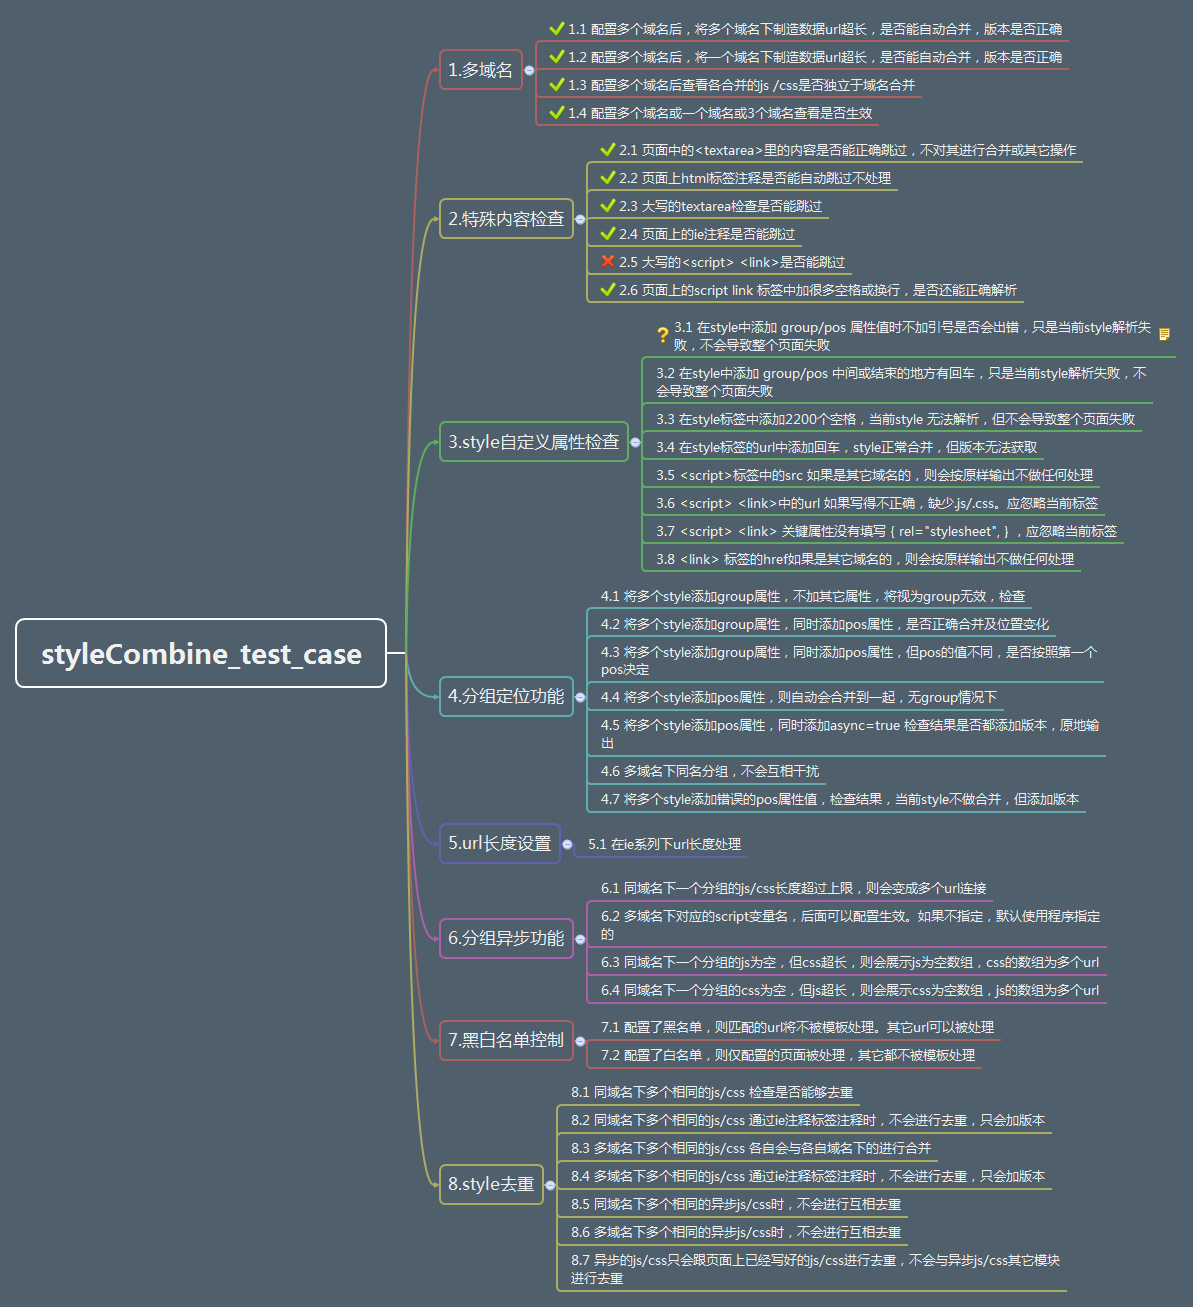 styleCombine_test_case
1.多域名
1.1 配置多个域名后，将多个域名下制造数据url超长，是否能自动合并，版本是否正确
1.2 配置多个域名后，将一个域名下制造数据url超长，是否能自动合并，版本是否正确
1.3 配置多个域名后查看各合并的js /css是否独立于域名合并
1.4 配置多个域名或一个域名或3个域名查看是否生效
2.特殊内容检查
2.1 页面中的<textarea>里的内容是否能正确跳过，不对其进行合并或其它操作
2.2 页面上html标签注释是否能自动跳过不处理
2.3 大写的textarea检查是否能跳过
2.4 页面上的ie注释是否能跳过
2.5 大写的<script> <link>是否能跳过
2.6 页面上的script link 标签中加很多空格或换行，是否还能正确解析
3.style自定义属性检查
3.1 在style中添加 group/pos 属性值时不加引号是否会出错，只是当前style解析失
败，不会导致整个页面失败
3.2 在style中添加 group/pos 中间或结束的地方有回车，只是当前style解析失败，不
会导致整个页面失败
3.3 在style标签中添加2200个空格，当前style 无法解析，但不会导致整个页面失败
3.4 在style标签的url中添加回车，style正常合并，但版本无法获取
3.5 <script>标签中的src 如果是其它域名的，则会按原样输出不做任何处理
3.6 <script> <link>中的url 如果写得不正确，缺少.js/.css。应忽略当前标签
3.7 <script> <link> 关键属性没有填写 { rel="stylesheet", } ，应忽略当前标签
3.8 <link> 标签的href如果是其它域名的，则会按原样输出不做任何处理
4.分组定位功能
4.1 将多个style添加group属性，不加其它属性，将视为group无效，检查
4.2 将多个style添加group属性，同时添加pos属性，是否正确合并及位置变化
4.3 将多个style添加group属性，同时添加pos属性，但pos的值不同，是否按照第一个
pos决定
4.4 将多个style添加pos属性，则自动会合并到一起，无group情况下
4.5 将多个style添加pos属性，同时添加async=true 检查结果是否都添加版本，原地输
出
4.6 多域名下同名分组，不会互相干扰
4.7 将多个style添加错误的pos属性值，检查结果，当前style不做合并，但添加版本
5.url长度设置
5.1 在ie系列下url长度处理
6.分组异步功能
6.1 同域名下一个分组的js/css长度超过上限，则会变成多个url连接
6.2 多域名下对应的script变量名，后面可以配置生效。如果不指定，默认使用程序指定
的
6.3 同域名下一个分组的js为空，但css超长，则会展示js为空数组，css的数组为多个url
6.4 同域名下一个分组的css为空，但js超长，则会展示css为空数组，js的数组为多个url
7.黑白名单控制
7.1 配置了黑名单，则匹配的url将不被模板处理。其它url可以被处理
7.2 配置了白名单，则仅配置的页面被处理，其它都不被模板处理
8.style去重
8.1 同域名下多个相同的js/css 检查是否能够去重
8.2 同域名下多个相同的js/css 通过ie注释标签注释时，不会进行去重，只会加版本
8.3 多域名下多个相同的js/css 各自会与各自域名下的进行合并
8.4 多域名下多个相同的js/css 通过ie注释标签注释时，不会进行去重，只会加版本
8.5 同域名下多个相同的异步js/css时，不会进行互相去重
8.6 多域名下多个相同的异步js/css时，不会进行互相去重
8.7 异步的js/css只会跟页面上已经写好的js/css进行去重，不会与异步js/css其它模块
进行去重